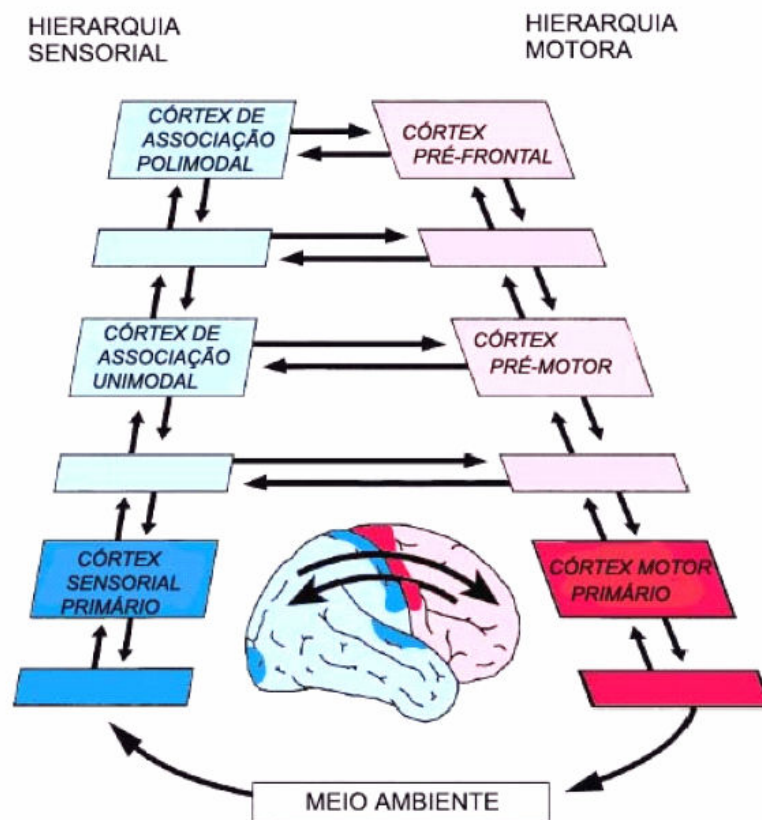 HIERARQUIA
SENSORIAL
HIERARQUIA
MOTORA
CÓRTEX DE
ASSOCIAÇÃO
POLIMODAL
CÓRTEX
PRÉ-FRONTAL
CÓRTEX DE
ASSOCIAÇÃO
UNIMODAL
CÓRTEX
PRÉ-MOTOR
CÓRTEX
SENSORIAL
PRIMÁRIO
CÓRTEX MOTOR
PRIMÁRIO
MEIO AMBIENTE